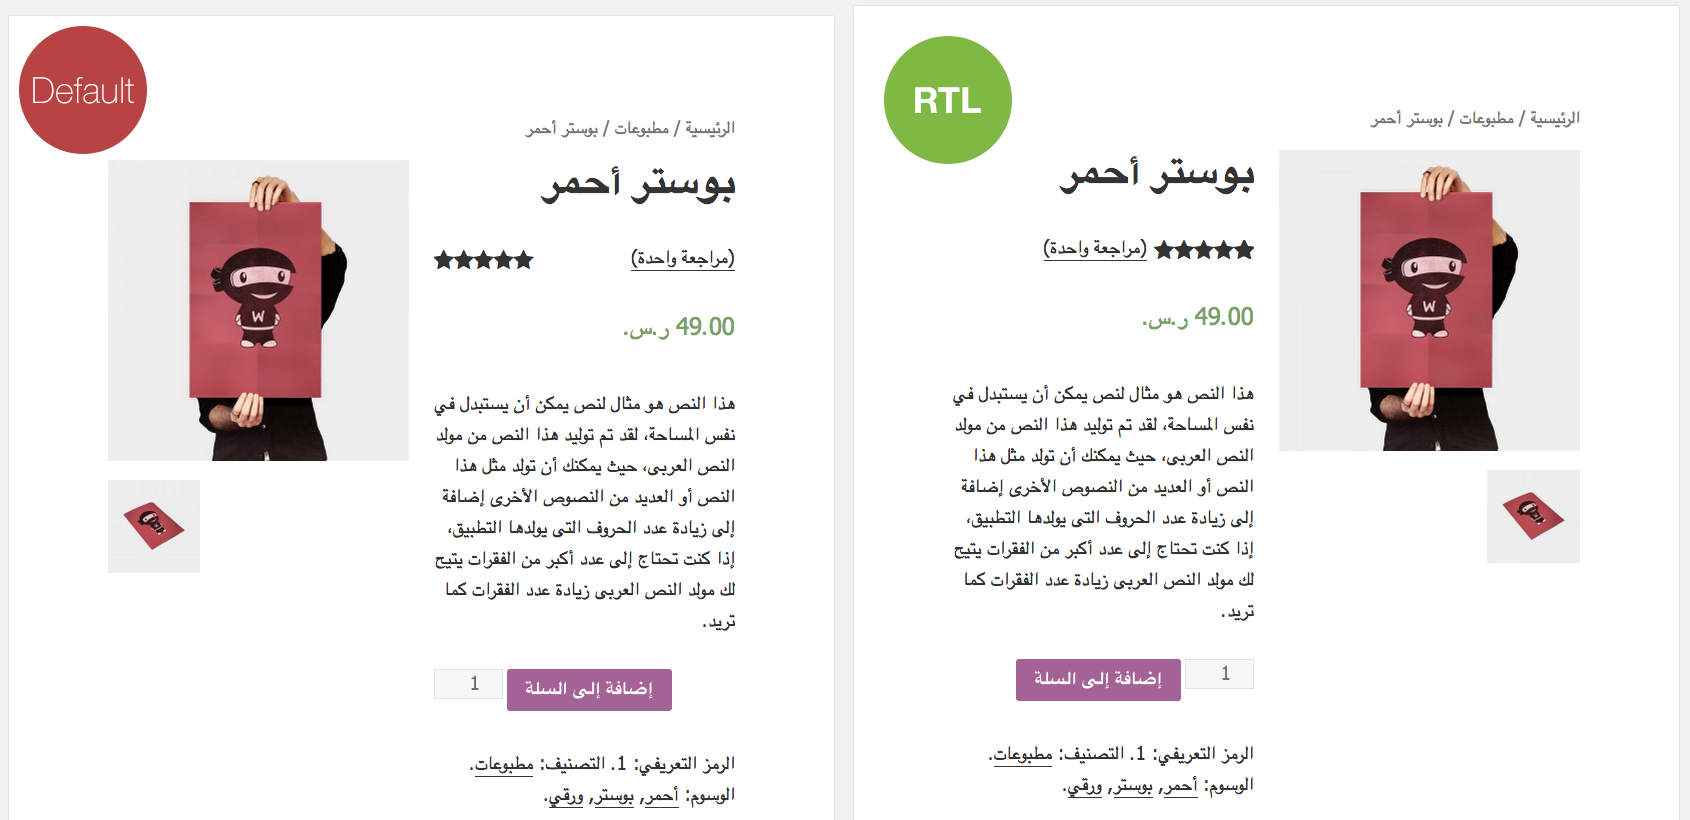 Default
الرئيسية / مطبوعات / بوستر أحمر
بوستر أحمر
(مراجعة واحدة)
49.00 ر.س.
هذا النص هو مثال لنص يمكن أن يستبدل في
نفس المساحة، لقد تم توليد هذا النص من مولد
النص العربى، حيث يمكنك أن تولد مثل هذا
النص أو العديد من النصوص الأخرى إضافة
إلى زيادة عدد الحروف التى يولدها التطبيق،
إذا كنت تحتاج إلى عدد أكبر من الفقرات يتيح
لك مولد النص العربى زيادة عدد الفقرات كما
تريد.
1 إضافة إلى السلة
الرمز التعريفي: 1. التصنيف: مطبوعات.
الوسوم: أحمر, بوستر, ورقي.
W
RTL
الرئيسية / مطبوعات / بوستر أحمر
بوستر أحمر
(مراجعة واحدة)
49.00 ر.س.
هذا النص هو مثال لنص يمكن أن يستبدل في
نفس المساحة، لقد تم توليد هذا النص من مولد
النص العربى، حيث يمكنك أن تولد مثل هذا
النص أو العديد من النصوص الأخرى إضافة
إلى زيادة عدد الحروف التى يولدها التطبيق،
إذا كنت تحتاج إلى عدد أكبر من الفقرات يتيح
لك مولد النص العربى زيادة عدد الفقرات كما
تريد.
1 إضافة إلى السلة
الرمز التعريفي: 1. التصنيف: مطبوعات.
الوسوم: أحمر, بوستر, ورقي.
W